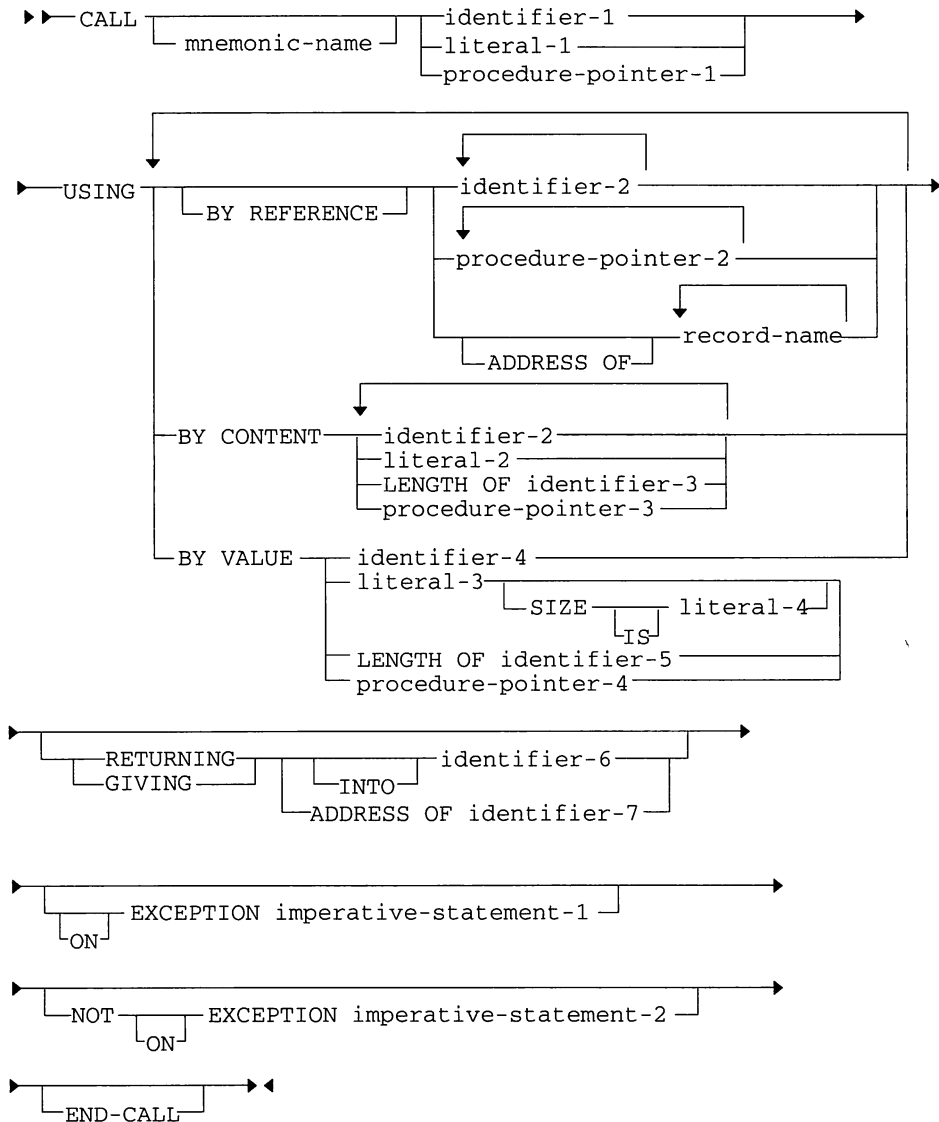 CALL identifier-1
mnemonic-name literal-1
procedure-pointer-1
USING identifier-2
BY REFERENCE
procedure-pointer-2
record-name
ADDRESS OF
BY CONTENT identifier-2
literal-2
LENGTH OF identifier-3
procedure-pointer-3
BY VALUE identifier-4
literal-3
SIZE literal-4
IS
LENGTH OF identifier-5
procedure-pointer-4
RETURNING identifier-6
GIVING INTO
ADDRESS OF identifier-7
EXCEPTION imperative-statement-1
ON
NOT EXCEPTION imperative-statement-2
ON
END-CALL